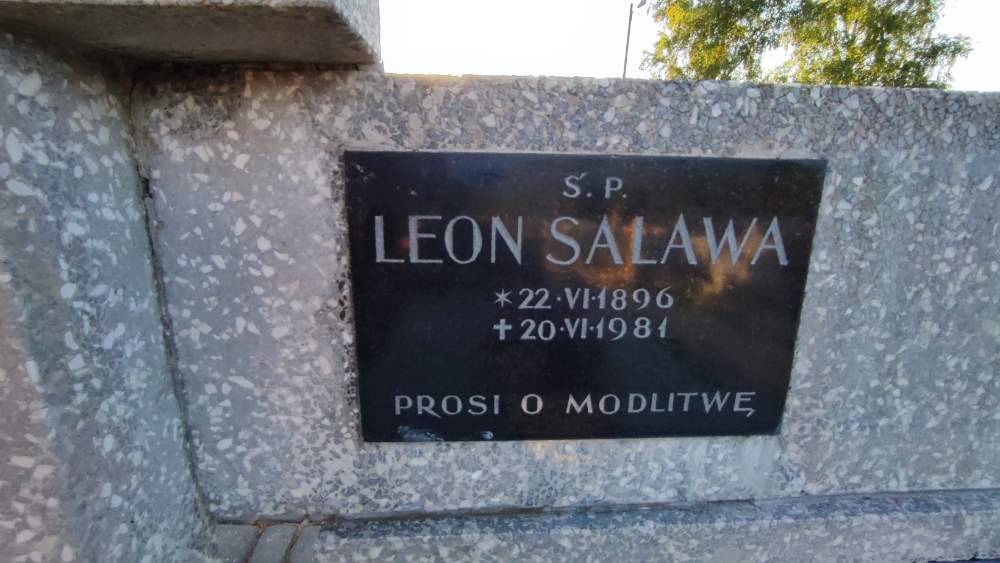 Ś. P.
LEON SALAWA
* 22·VI·1896
✝ 20·VI·1981
PROSI O MODLITWĘ